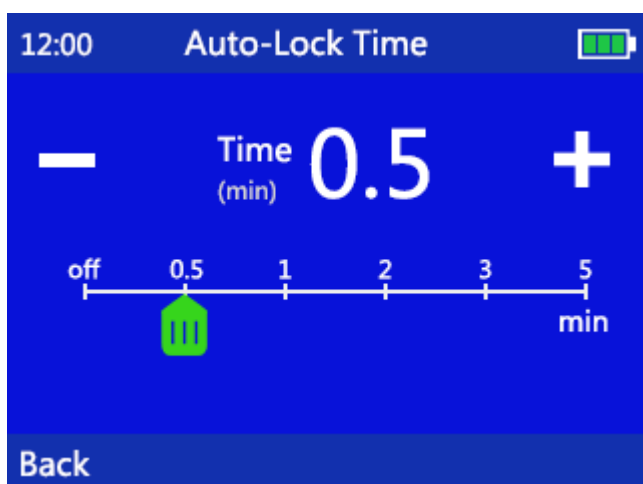 12:00 Auto-Lock Time
− Time 0.5 +
(min)
off 0.5 1 2 3 5
min
Back